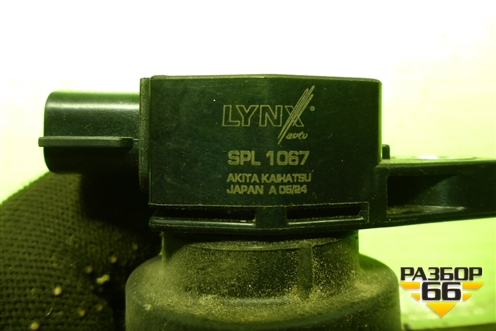 LYNX®
auto
SPL 1067
AKITA KAIHATSU
JAPAN A 05/24
РАЗБОР
66